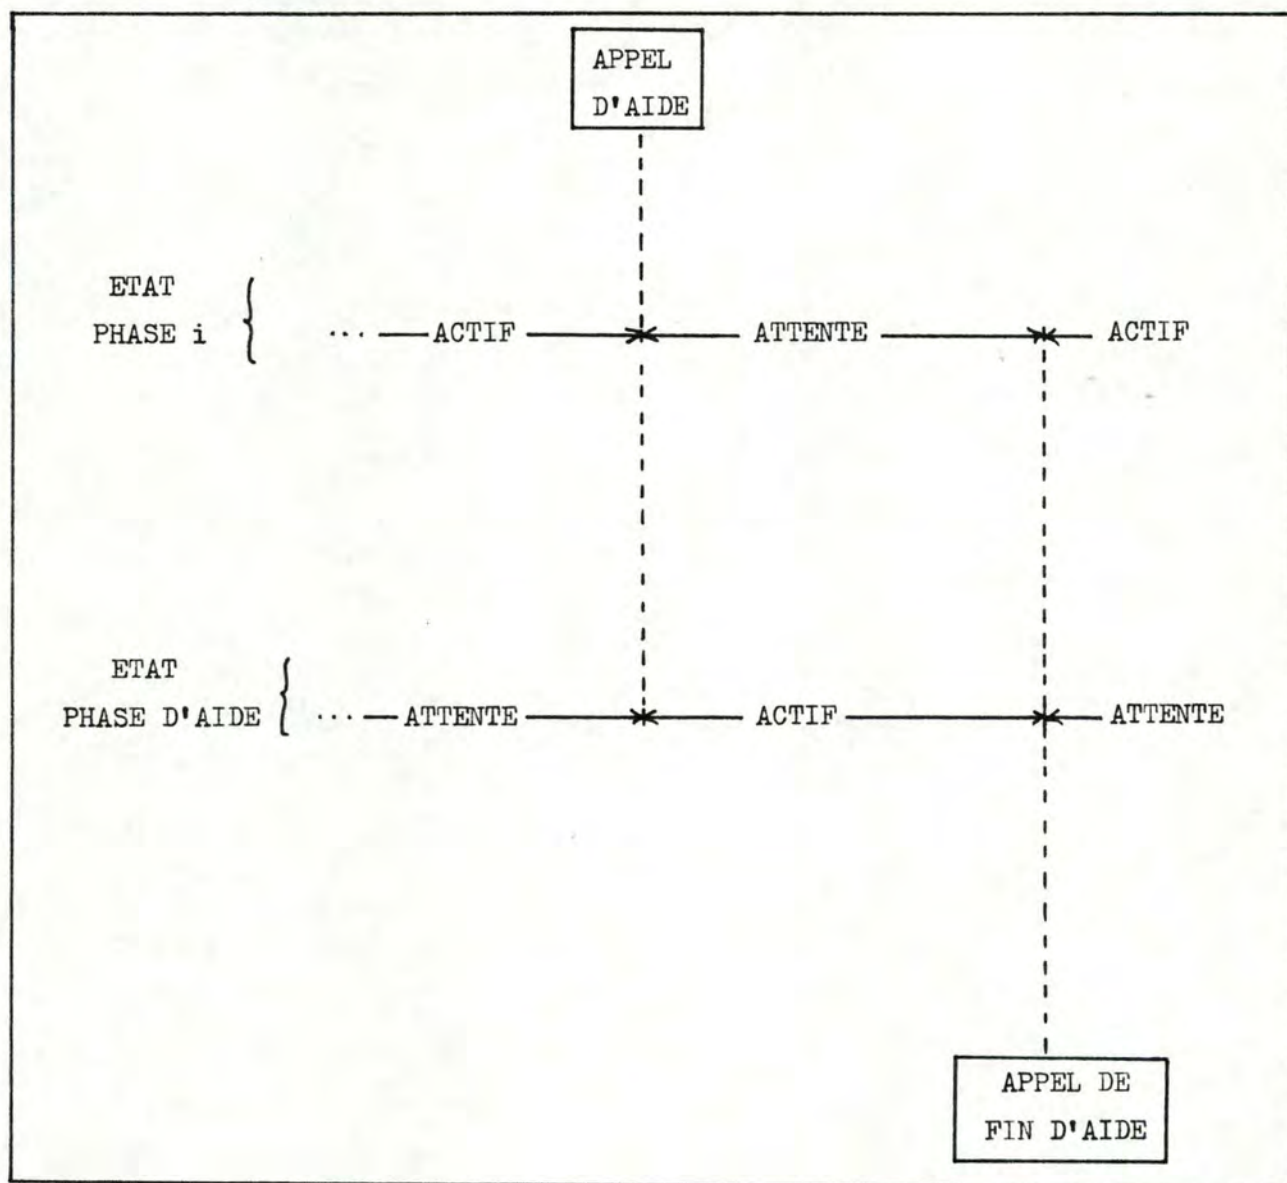 APPEL
D'AIDE
ETAT
PHASE i { ... ACTIF ATTENTE ACTIF
ETAT
PHASE D'AIDE { ... ATTENTE ACTIF ATTENTE
APPEL DE
FIN D'AIDE